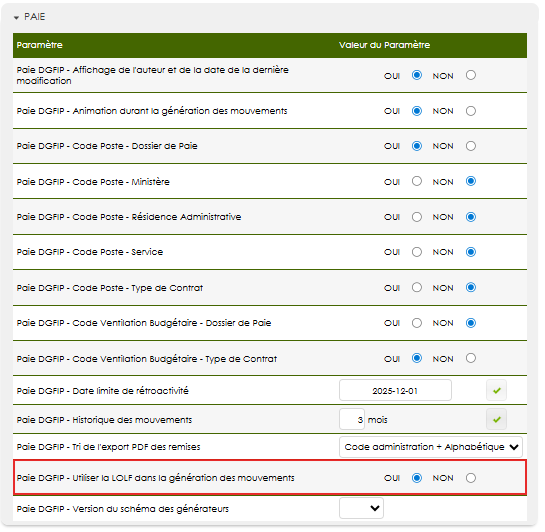 PAIE
Paramètre Valeur du Paramètre
Paie DGFIP - Affichage de l'auteur et de la date de la dernière
modification OUI NON
Paie DGFIP - Animation durant la génération des mouvements OUI NON
Paie DGFIP - Code Poste - Dossier de Paie OUI NON
Paie DGFIP - Code Poste - Ministère OUI NON
Paie DGFIP - Code Poste - Résidence Administrative OUI NON
Paie DGFIP - Code Poste - Service OUI NON
Paie DGFIP - Code Poste - Type de Contrat OUI NON
Paie DGFIP - Code Ventilation Budgétaire - Dossier de Paie OUI NON
Paie DGFIP - Code Ventilation Budgétaire - Type de Contrat OUI NON
Paie DGFIP - Date limite de rétroactivité 2025-12-01
Paie DGFIP - Historique des mouvements 3 mois
Paie DGFIP - Tri de l'export PDF des remises Code administration + Alphabétique
Paie DGFIP - Utiliser la LOLF dans la génération des mouvements OUI NON
Paie DGFIP - Version du schéma des générateurs